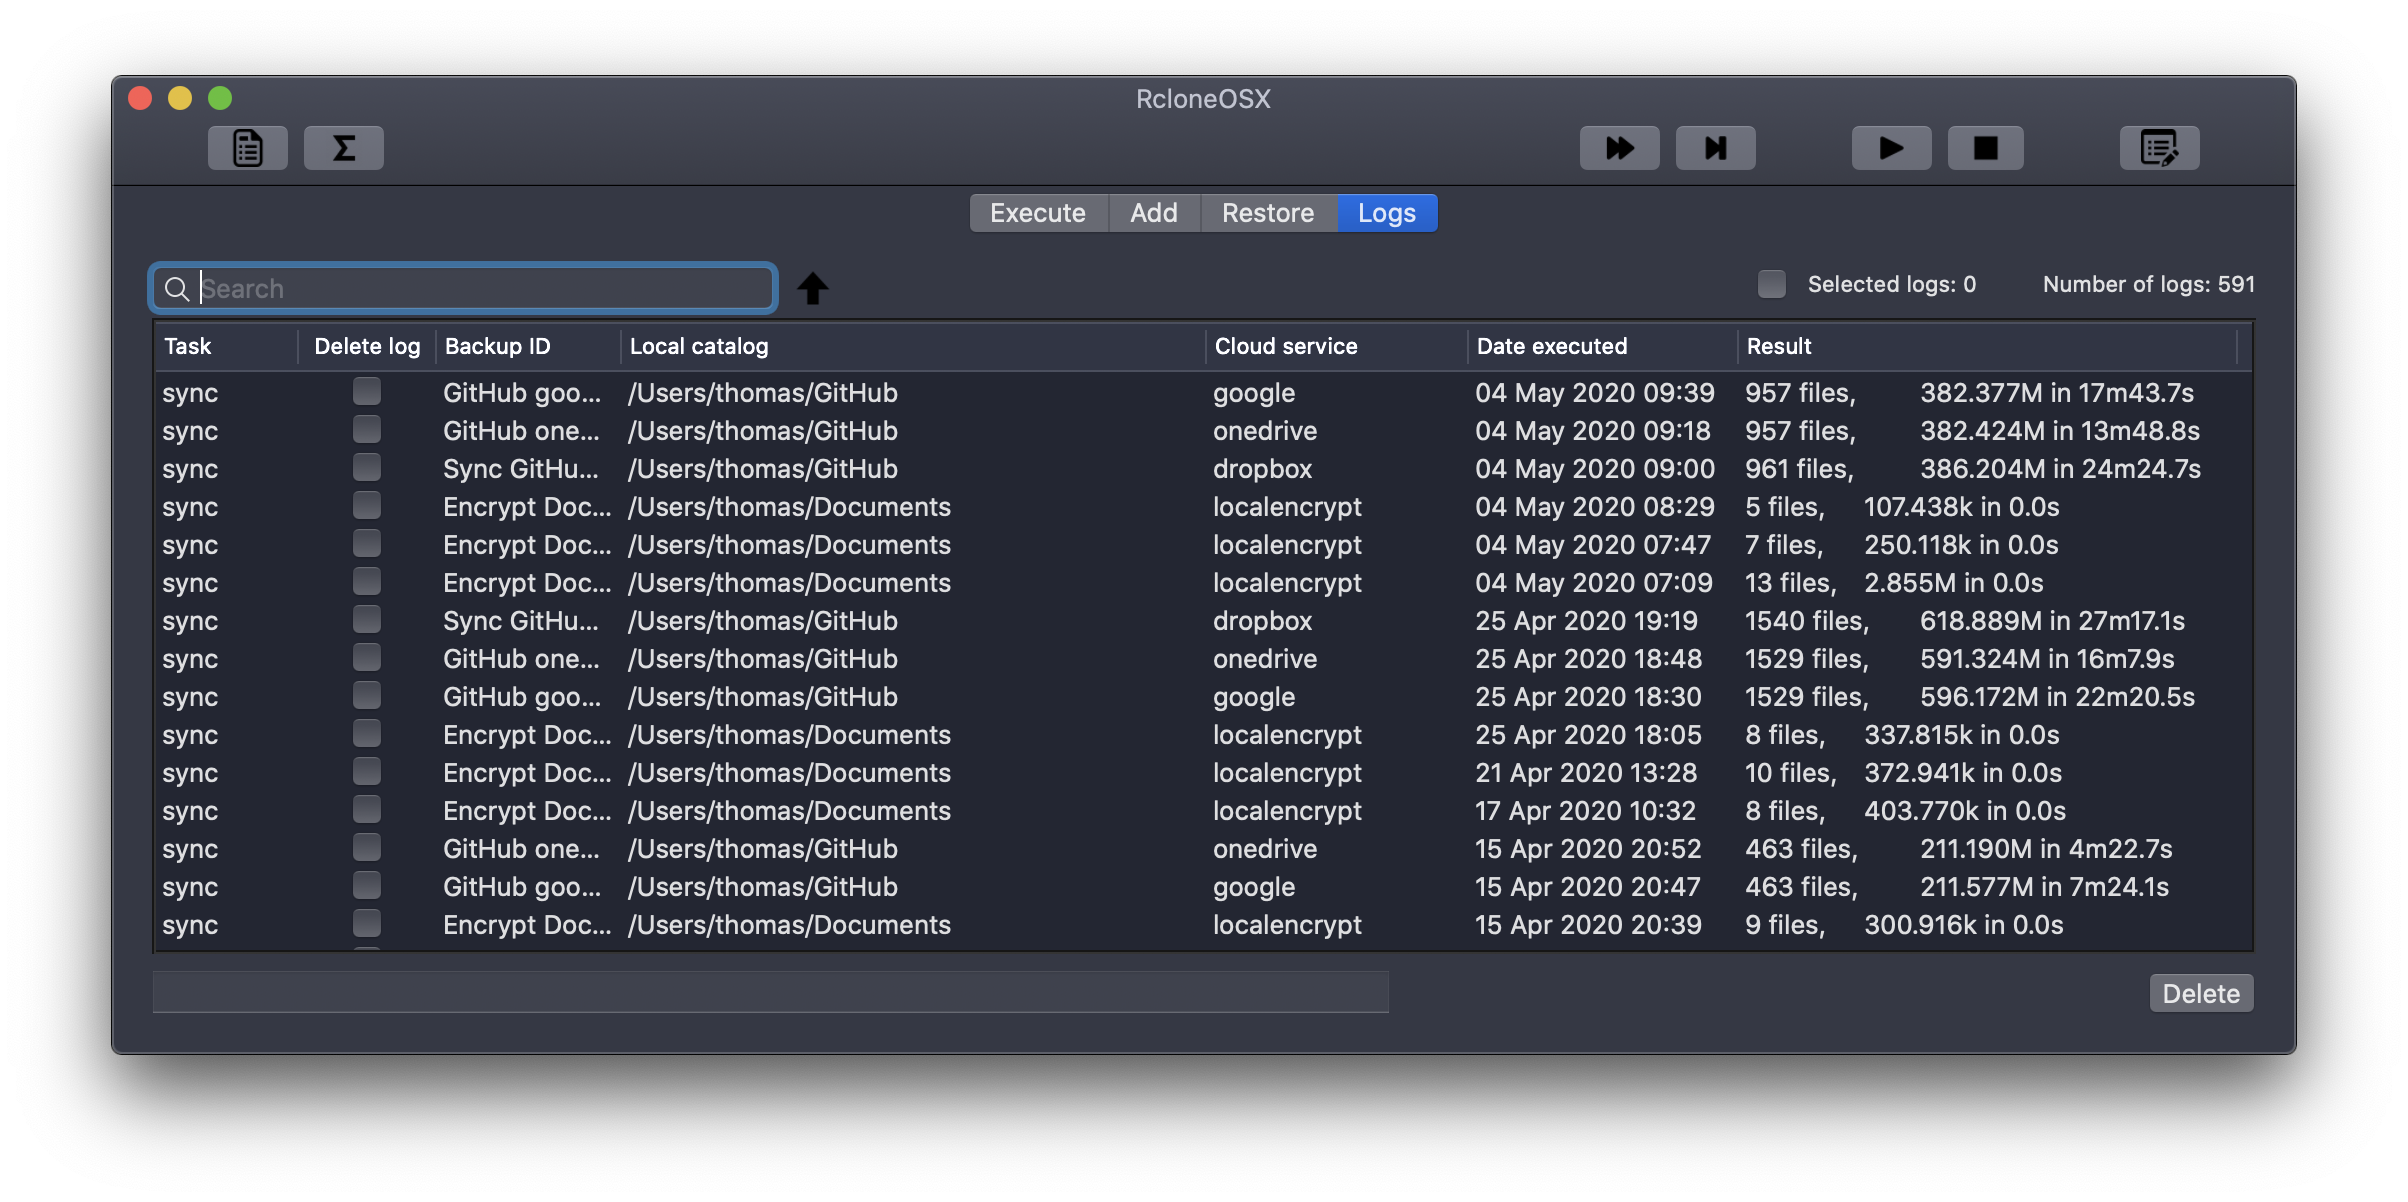 RcloneOSX
Execute Add Restore Logs
Search Selected logs: 0 Number of logs: 591
Task Delete log Backup ID Local catalog Cloud service Date executed Result
sync GitHub goo... /Users/thomas/GitHub google 04 May 2020 09:39 957 files, 382.377M in 17m43.7s
sync GitHub one... /Users/thomas/GitHub onedrive 04 May 2020 09:18 957 files, 382.424M in 13m48.8s
sync Sync GitHu... /Users/thomas/GitHub dropbox 04 May 2020 09:00 961 files, 386.204M in 24m24.7s
sync Encrypt Doc... /Users/thomas/Documents localencrypt 04 May 2020 08:29 5 files, 107.438k in 0.0s
sync Encrypt Doc... /Users/thomas/Documents localencrypt 04 May 2020 07:47 7 files, 250.118k in 0.0s
sync Encrypt Doc... /Users/thomas/Documents localencrypt 04 May 2020 07:09 13 files, 2.855M in 0.0s
sync Sync GitHu... /Users/thomas/GitHub dropbox 25 Apr 2020 19:19 1540 files, 618.889M in 27m17.1s
sync GitHub one... /Users/thomas/GitHub onedrive 25 Apr 2020 18:48 1529 files, 591.324M in 16m7.9s
sync GitHub goo... /Users/thomas/GitHub google 25 Apr 2020 18:30 1529 files, 596.172M in 22m20.5s
sync Encrypt Doc... /Users/thomas/Documents localencrypt 25 Apr 2020 18:05 8 files, 337.815k in 0.0s
sync Encrypt Doc... /Users/thomas/Documents localencrypt 21 Apr 2020 13:28 10 files, 372.941k in 0.0s
sync Encrypt Doc... /Users/thomas/Documents localencrypt 17 Apr 2020 10:32 8 files, 403.770k in 0.0s
sync GitHub one... /Users/thomas/GitHub onedrive 15 Apr 2020 20:52 463 files, 211.190M in 4m22.7s
sync GitHub goo... /Users/thomas/GitHub google 15 Apr 2020 20:47 463 files, 211.577M in 7m24.1s
sync Encrypt Doc... /Users/thomas/Documents localencrypt 15 Apr 2020 20:39 9 files, 300.916k in 0.0s
Delete